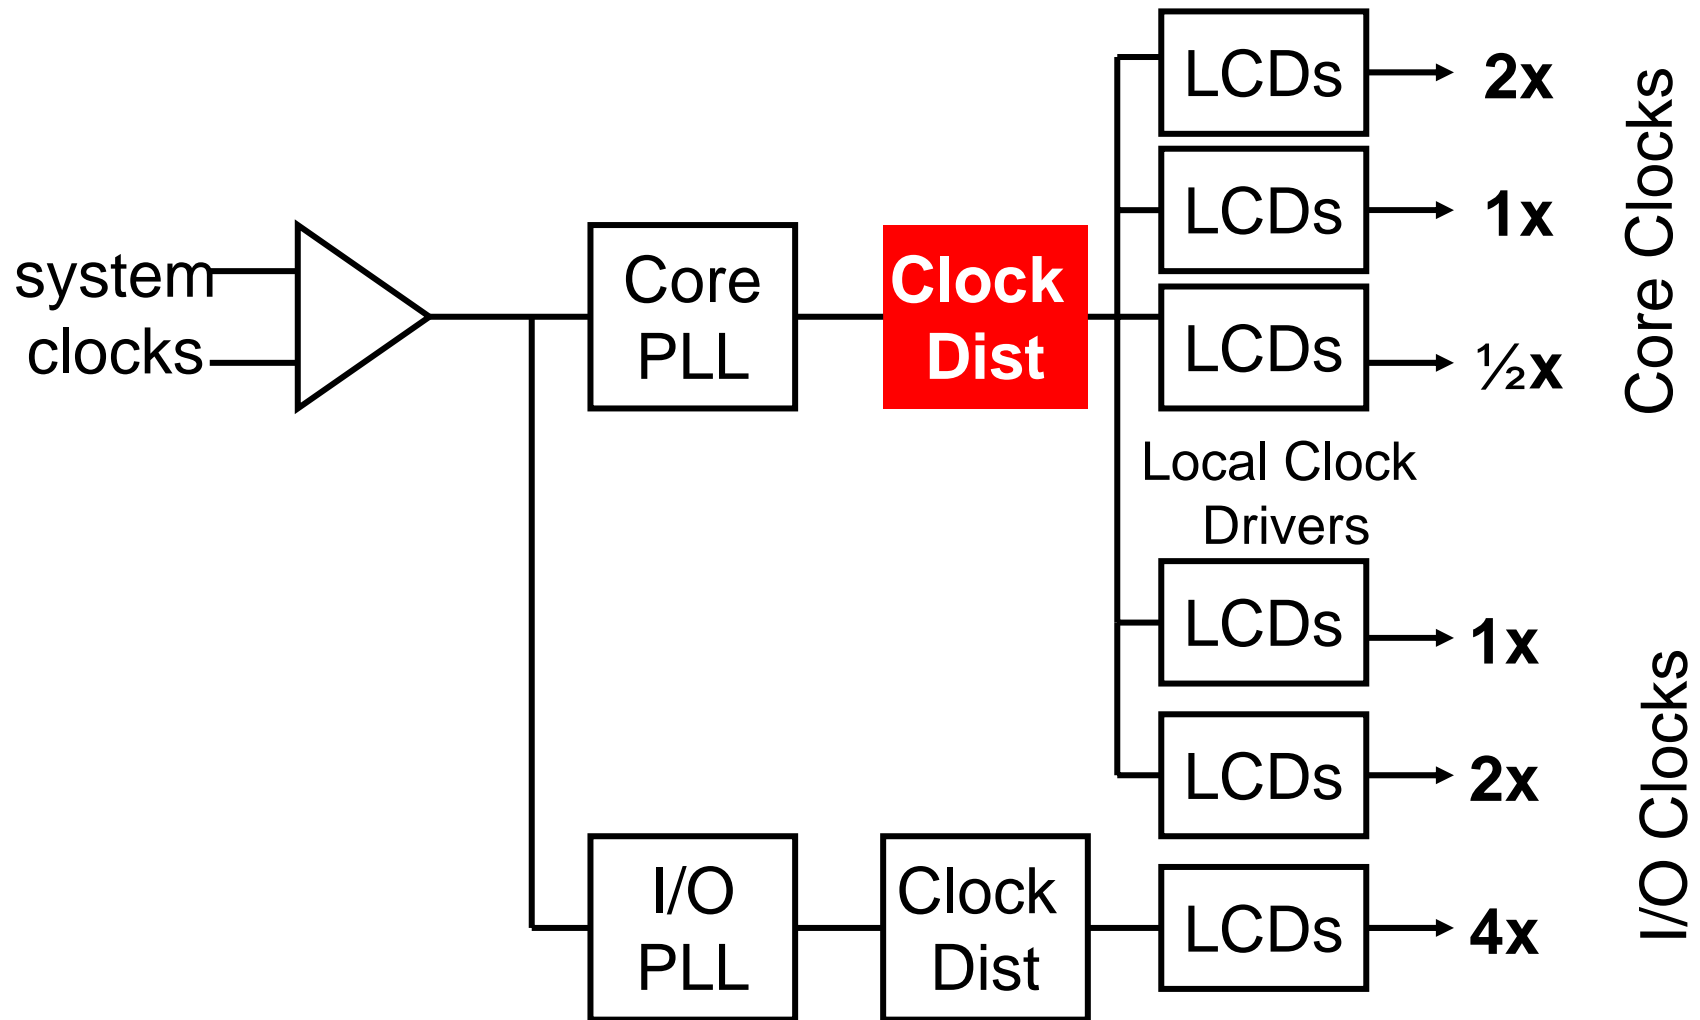 system
clocks
Core
PLL
Clock
Dist
LCDs
2x
LCDs
1x
LCDs
½x
Core Clocks
Local Clock
Drivers
LCDs
1x
LCDs
2x
I/O
PLL
Clock
Dist
LCDs
4x
I/O Clocks